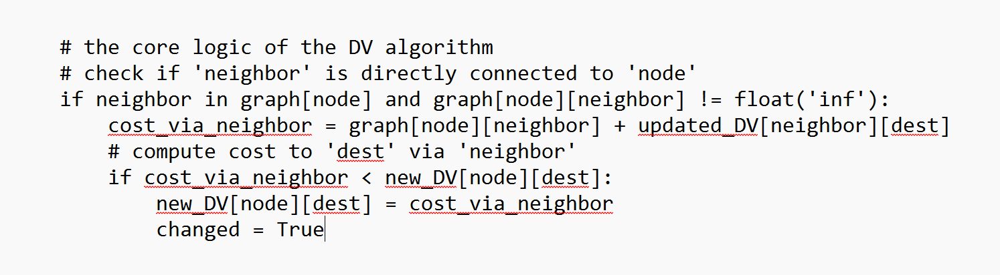 # the core logic of the DV algorithm
# check if 'neighbor' is directly connected to 'node'
if neighbor in graph[node] and graph[node][neighbor] != float('inf'):
    cost_via_neighbor = graph[node][neighbor] + updated_DV[neighbor][dest]
    # compute cost to 'dest' via 'neighbor'
    if cost_via_neighbor < new_DV[node][dest]:
        new_DV[node][dest] = cost_via_neighbor
        changed = True